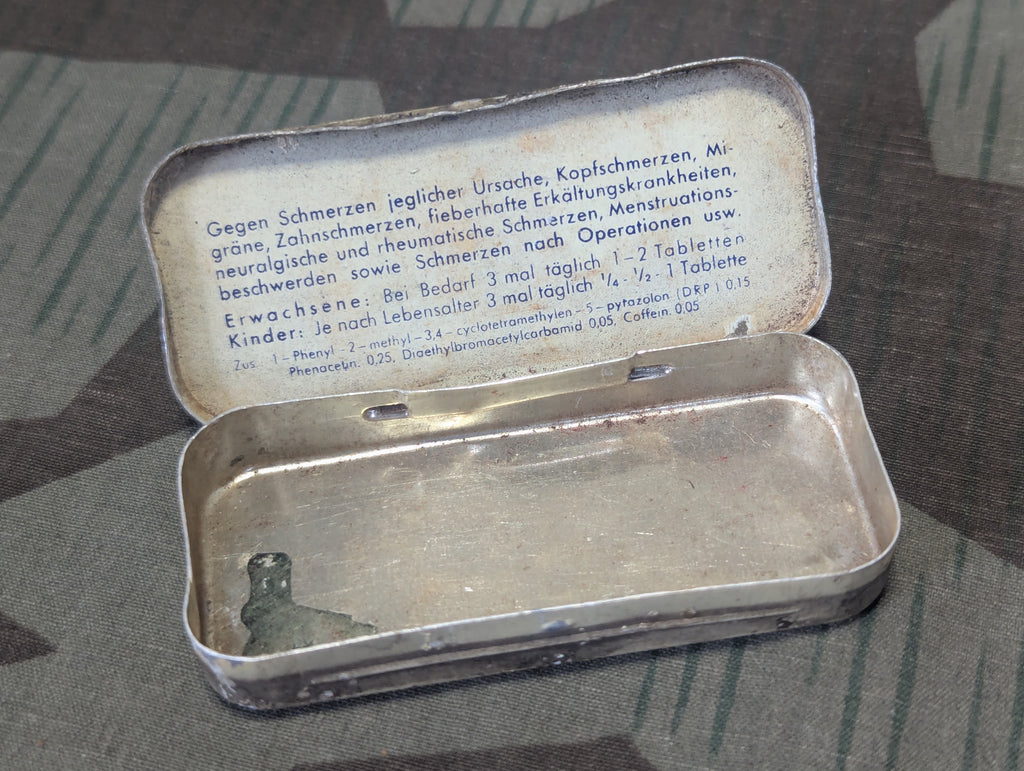 Gegen Schmerzen jeglicher Ursache, Kopfschmerzen, Mi-
gräne, Zahnschmerzen, fieberhafte Erkältungskrankheiten,
neuralgische und rheumatische Schmerzen, Menstruations-
beschwerden sowie Schmerzen nach Operationen usw.
Erwachsene: Bei Bedarf 3 mal täglich 1-2 Tabletten
Kinder: Je nach Lebensalter 3 mal täglich ¼ - ½ - 1 Tablette
Zus. 1-Phenyl-2-methyl-3,4-cyclotetramethylen-5-pyrazolon (DRP) 0,15
Phenacetin. 0,25, Diaethylbromacetylcarbamid 0,05, Coffein. 0,05